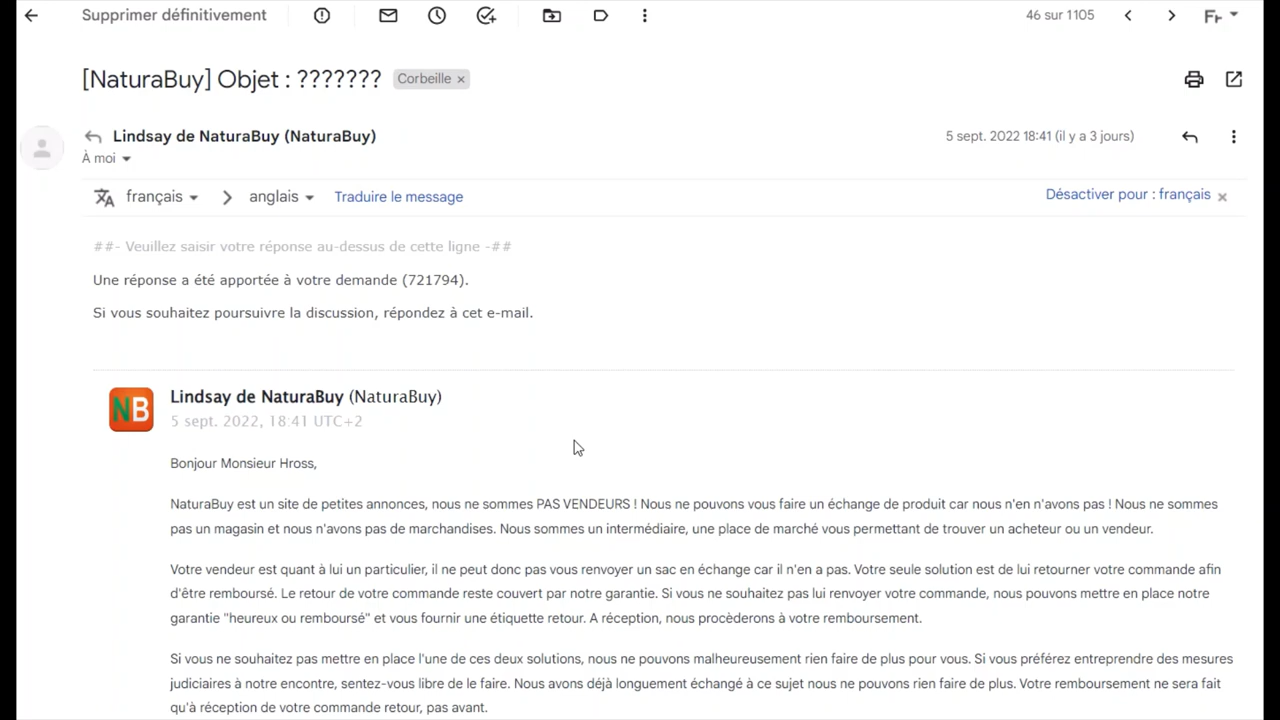 Supprimer définitivement
46 sur 1105
Fr
[NaturaBuy] Objet : ??????? Corbeille ×
Lindsay de NaturaBuy (NaturaBuy)
5 sept. 2022 18:41 (il y a 3 jours)
À moi
français > anglais Traduire le message
Désactiver pour : français ×
##- Veuillez saisir votre réponse au-dessus de cette ligne -##
Une réponse a été apportée à votre demande (721794).
Si vous souhaitez poursuivre la discussion, répondez à cet e-mail.
NB
Lindsay de NaturaBuy (NaturaBuy)
5 sept. 2022, 18:41 UTC+2
Bonjour Monsieur Hross,
NaturaBuy est un site de petites annonces, nous ne sommes PAS VENDEURS ! Nous ne pouvons vous faire un échange de produit car nous n'en n'avons pas ! Nous ne sommes
pas un magasin et nous n'avons pas de marchandises. Nous sommes un intermédiaire, une place de marché vous permettant de trouver un acheteur ou un vendeur.
Votre vendeur est quant à lui un particulier, il ne peut donc pas vous renvoyer un sac en échange car il n'en a pas. Votre seule solution est de lui retourner votre commande afin
d'être remboursé. Le retour de votre commande reste couvert par notre garantie. Si vous ne souhaitez pas lui renvoyer votre commande, nous pouvons mettre en place notre
garantie "heureux ou remboursé" et vous fournir une étiquette retour. A réception, nous procèderons à votre remboursement.
Si vous ne souhaitez pas mettre en place l'une de ces deux solutions, nous ne pouvons malheureusement rien faire de plus pour vous. Si vous préférez entreprendre des mesures
judiciaires à notre encontre, sentez-vous libre de le faire. Nous avons déjà longuement échangé à ce sujet nous ne pouvons rien faire de plus. Votre remboursement ne sera fait
qu'à réception de votre commande retour, pas avant.